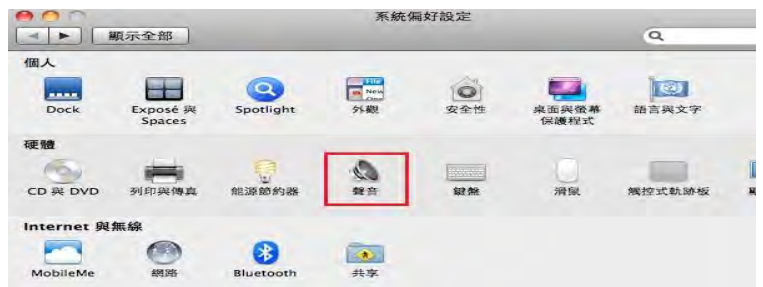 系統偏好設定
顯示全部
個人
Dock
Exposé 與
Spaces
Spotlight
外觀
安全性
桌面與螢幕
保護程式
語言與文字
硬體
CD 與 DVD
列印與傳真
能源節約器
聲音
鍵盤
滑鼠
觸控式軌跡板
Internet 與無線
MobileMe
網路
Bluetooth
共享